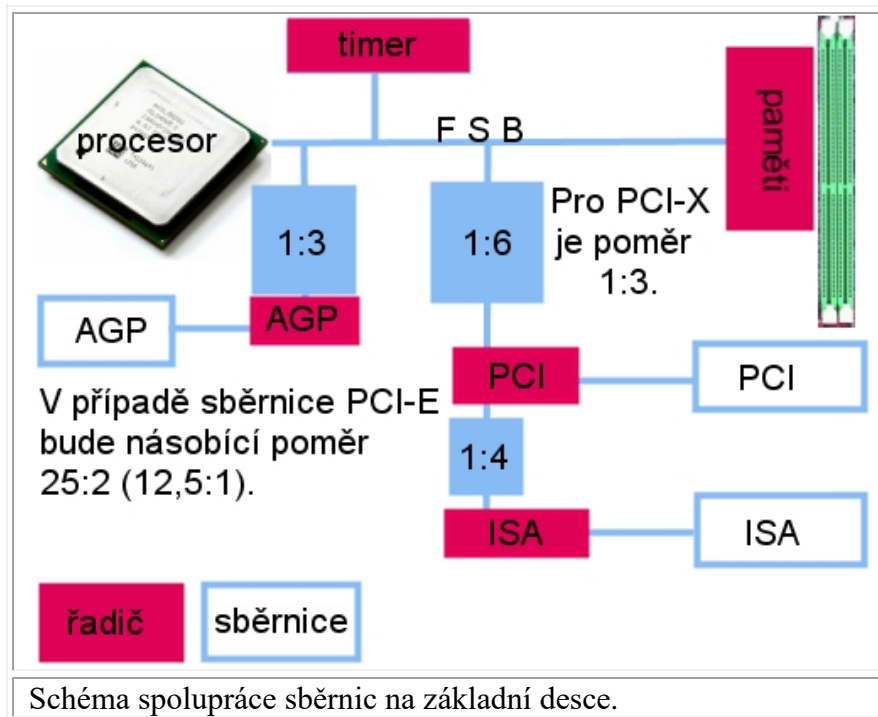 timer
procesor
F S B
paměti
1:3
1:6
Pro PCI-X
je poměr
1:3.
AGP
AGP
PCI
PCI
V případě sběrnice PCI-E
bude násobící poměr
25:2 (12,5:1).
1:4
ISA
ISA
řadič
sběrnice
Schéma spolupráce sběrnic na základní desce.